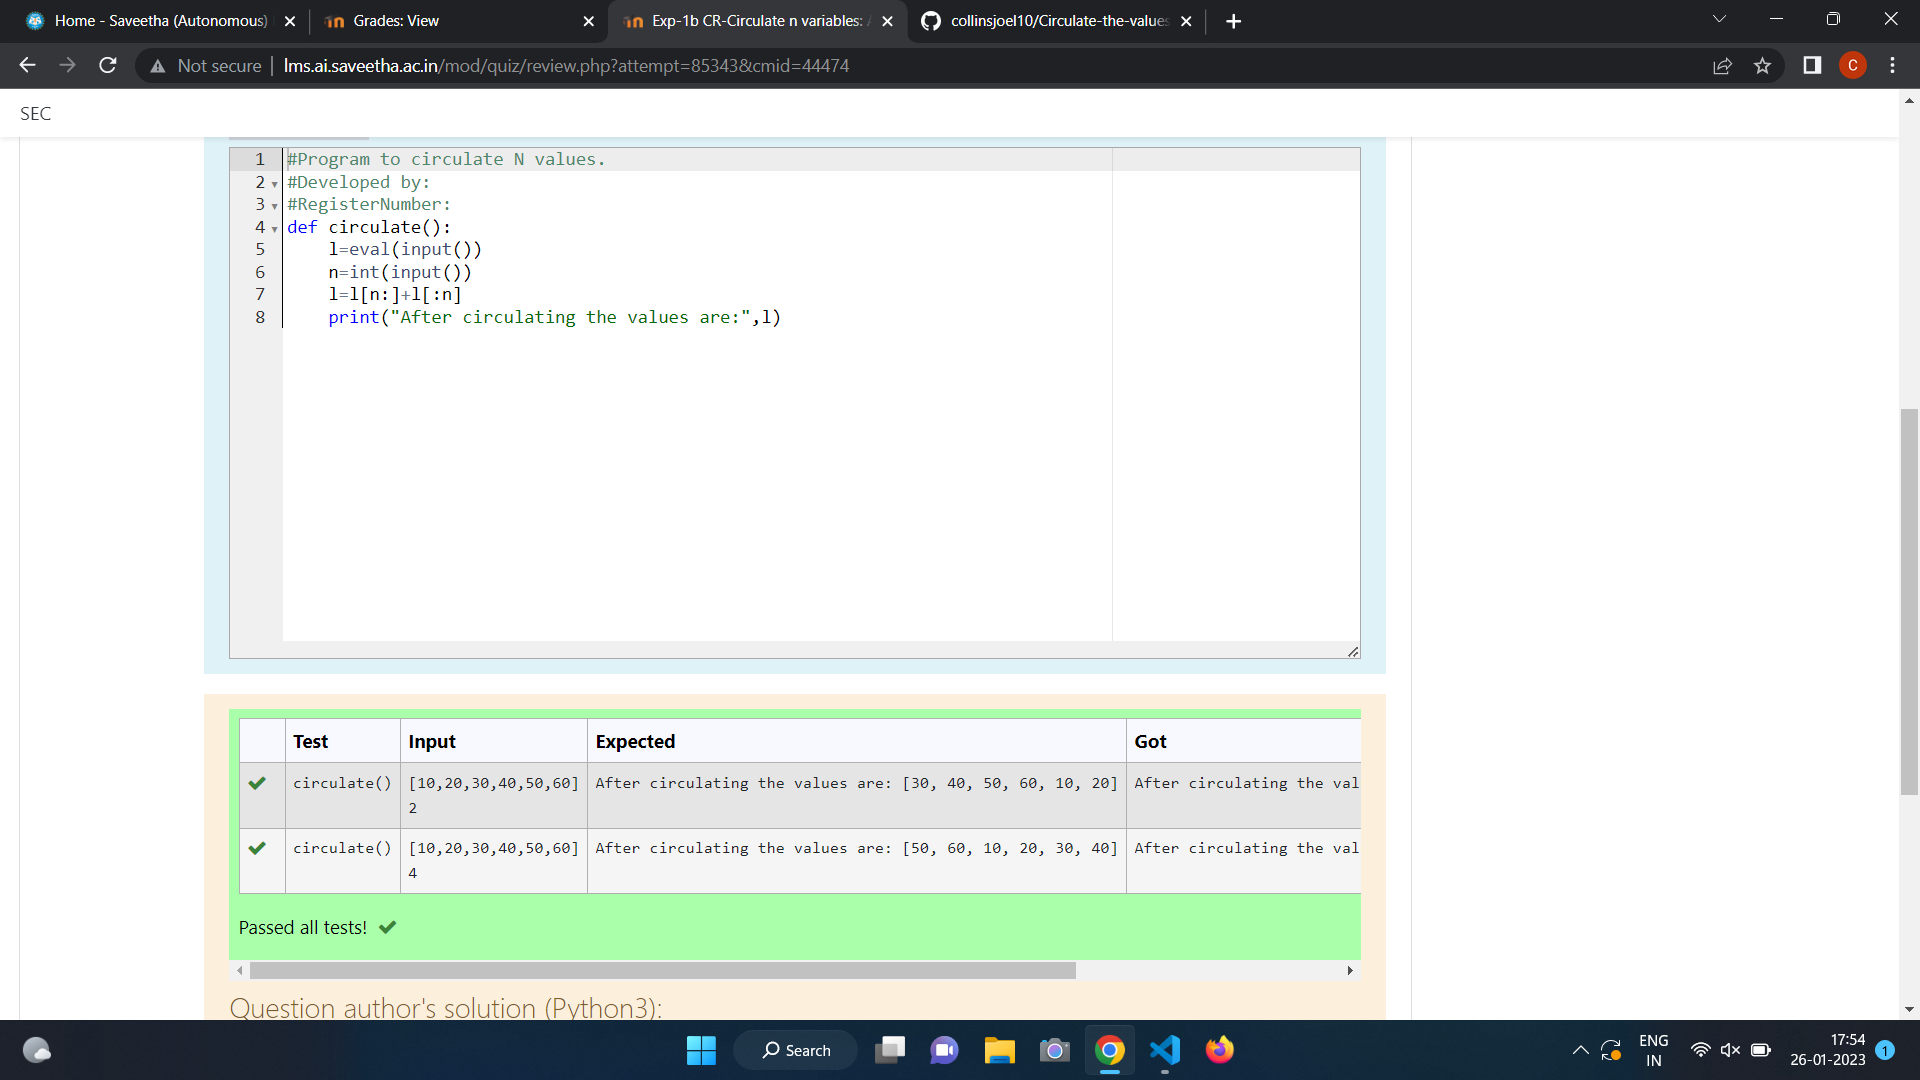 Home - Saveetha (Autonomous)
Grades: View
Exp-1b CR-Circulate n variables:
collinsjoel10/Circulate-the-values
Not secure
lms.ai.saveetha.ac.in/mod/quiz/review.php?attempt=85343&cmid=44474
C
SEC
1 #Program to circulate N values.
2 #Developed by:
3 #RegisterNumber:
4 def circulate():
5 l=eval(input())
6 n=int(input())
7 l=l[n:]+l[:n]
8 print("After circulating the values are:",l)
Test Input Expected Got
circulate() [10,20,30,40,50,60] After circulating the values are: [30, 40, 50, 60, 10, 20] After circulating the val
2
circulate() [10,20,30,40,50,60] After circulating the values are: [50, 60, 10, 20, 30, 40] After circulating the val
4
Passed all tests!
Question author's solution (Python3):
Search
ENG
IN
17:54
26-01-2023
1